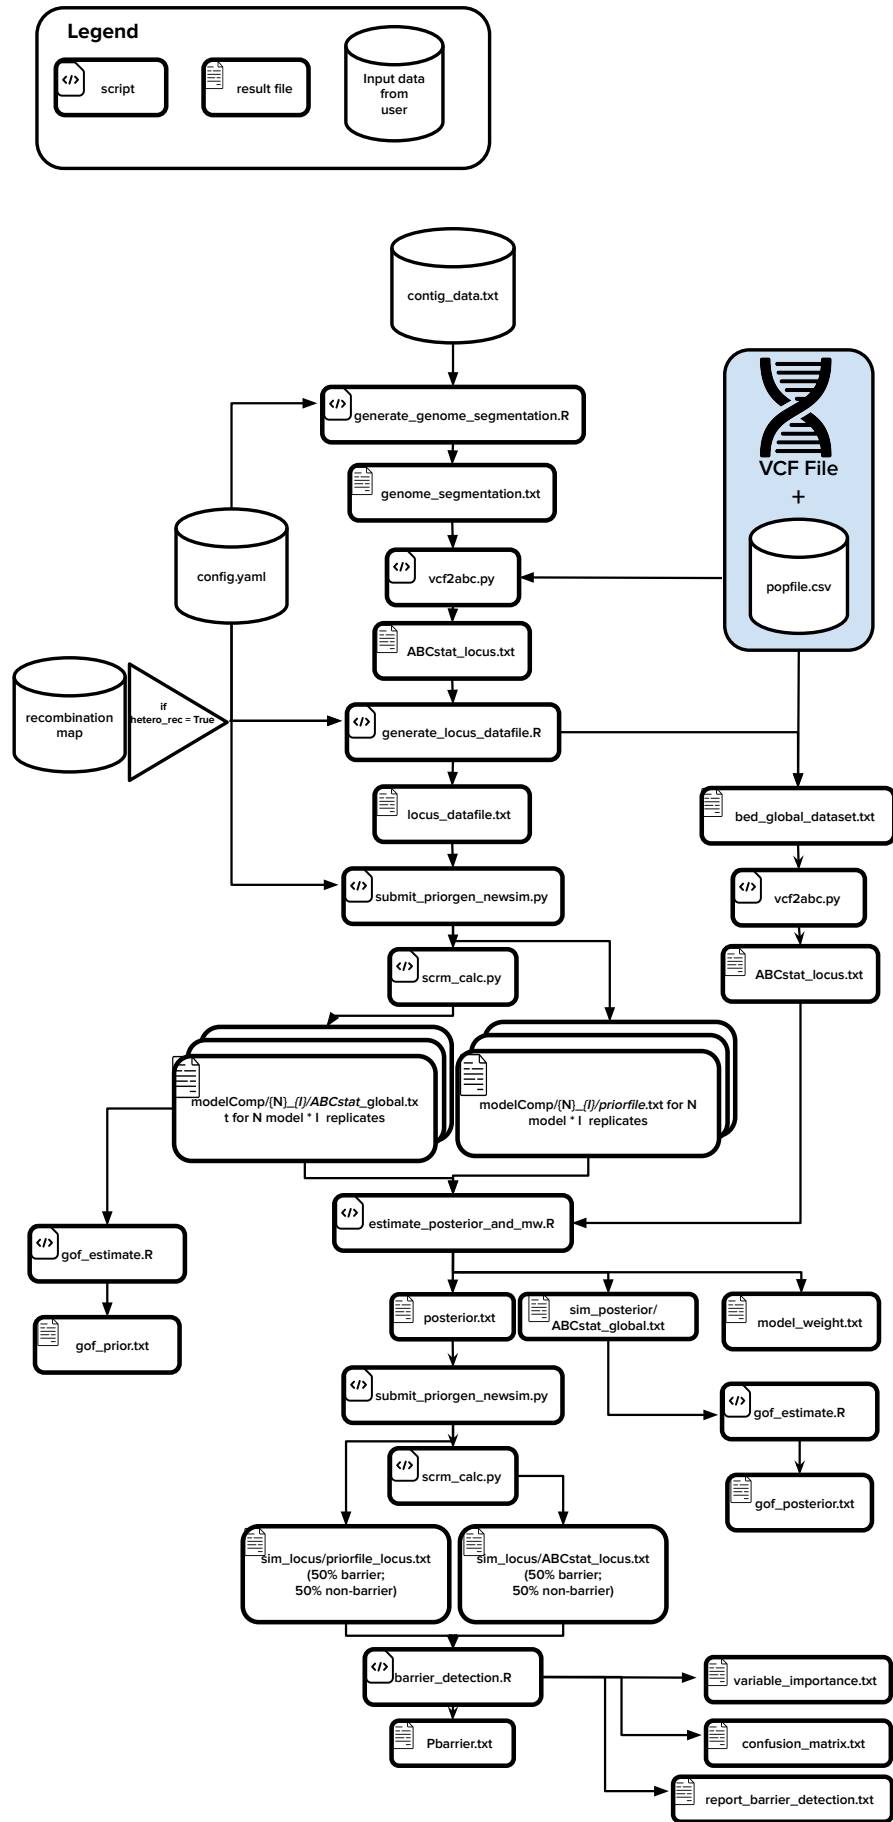 Legend
</>
script
result file
Input data
from
user
contig_data.txt
</>
generate_genome_segmentation.R
VCF File
+
popfile.csv
genome_segmentation.txt
config.yaml
</>
vcf2abc.py
ABCstat_locus.txt
recombination
map
if
hetero_rec = True
</>
generate_locus_datafile.R
locus_datafile.txt
bed_global_dataset.txt
</>
submit_priorgen_newsim.py
</>
vcf2abc.py
</>
scrm_calc.py
ABCstat_locus.txt
modelComp/{N}_{I}/ABCstat_global.tx
t for N model * I  replicates
modelComp/{N}_{I}/priorfile.txt for N
model * I  replicates
</>
estimate_posterior_and_mw.R
</>
gof_estimate.R
gof_prior.txt
posterior.txt
sim_posterior/
ABCstat_global.txt
model_weight.txt
</>
submit_priorgen_newsim.py
</>
gof_estimate.R
</>
scrm_calc.py
gof_posterior.txt
sim_locus/priorfile_locus.txt
(50% barrier;
50% non-barrier)
sim_locus/ABCstat_locus.txt
(50% barrier;
50% non-barrier)
</>
barrier_detection.R
variable_importance.txt
Pbarrier.txt
confusion_matrix.txt
report_barrier_detection.txt